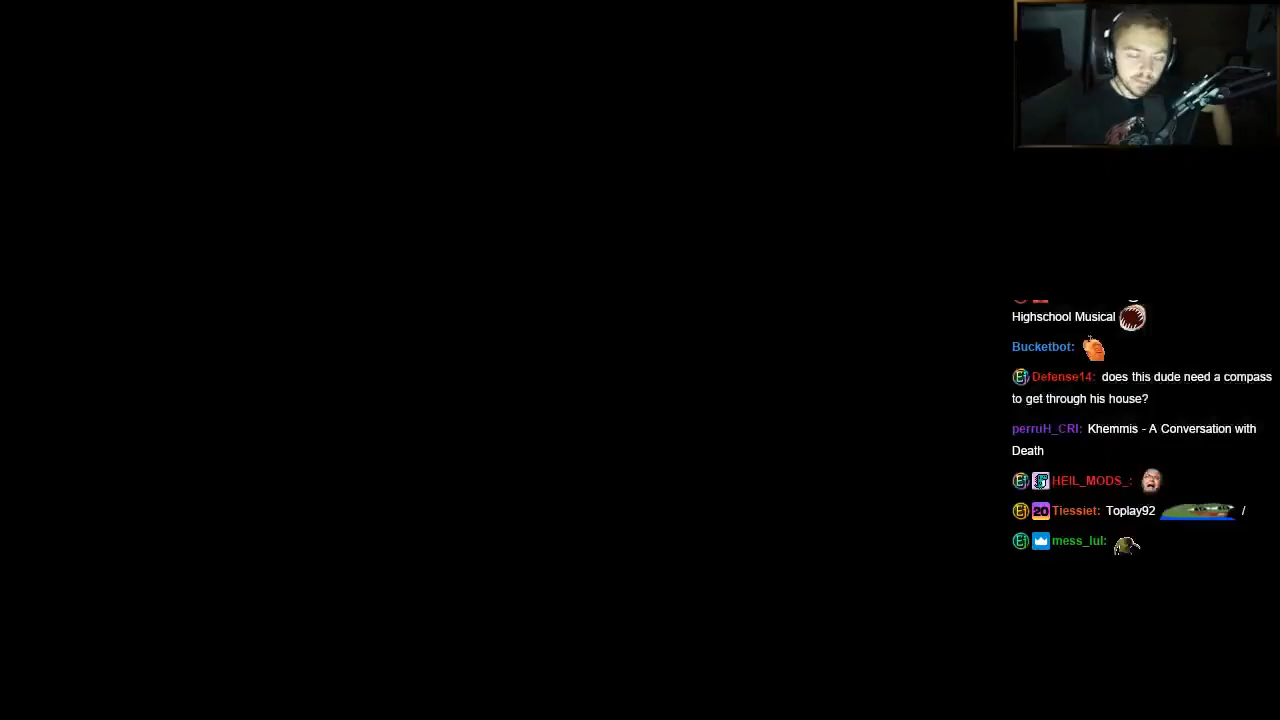 Highschool Musical
Bucketbot:
Defense14: does this dude need a compass
to get through his house?
perruH_CRI: Khemmis - A Conversation with
Death
HEIL_MODS_:
20 Tiessiet: Toplay92 /
mess_lul: